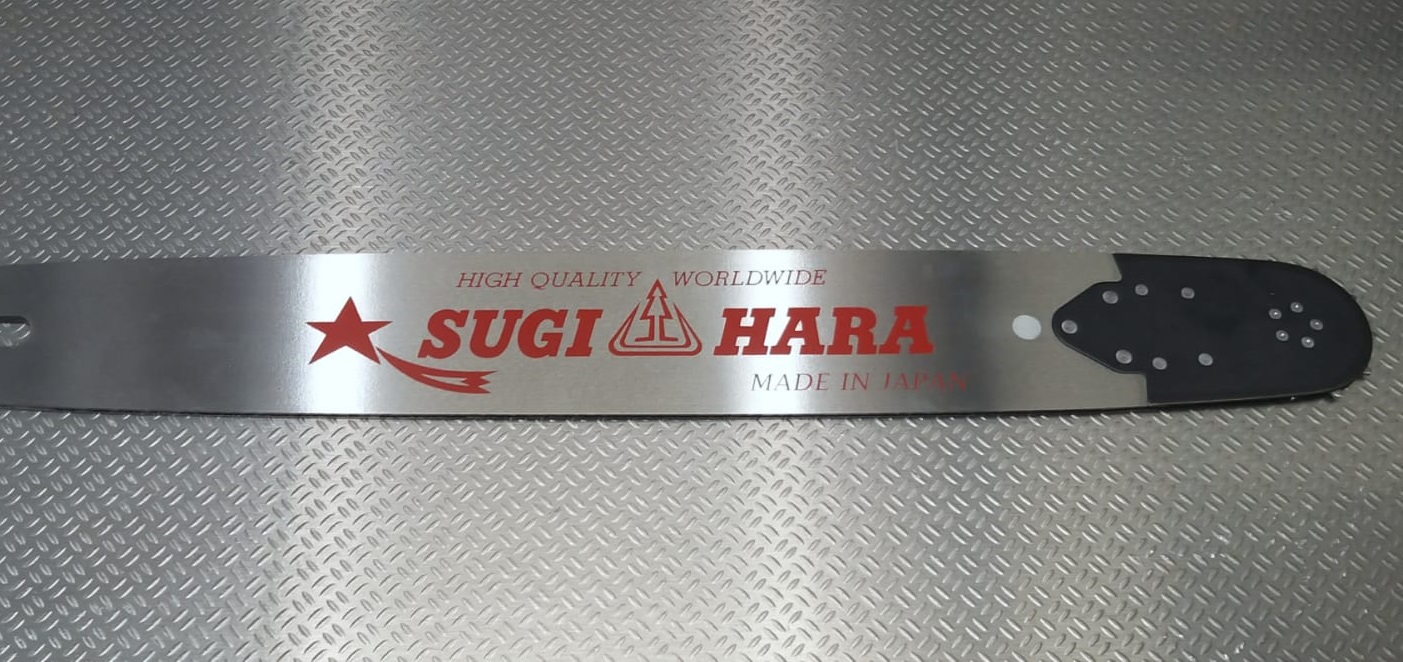 HIGH QUALITY WORLDWIDE
SUGI HARA
MADE IN JAPAN